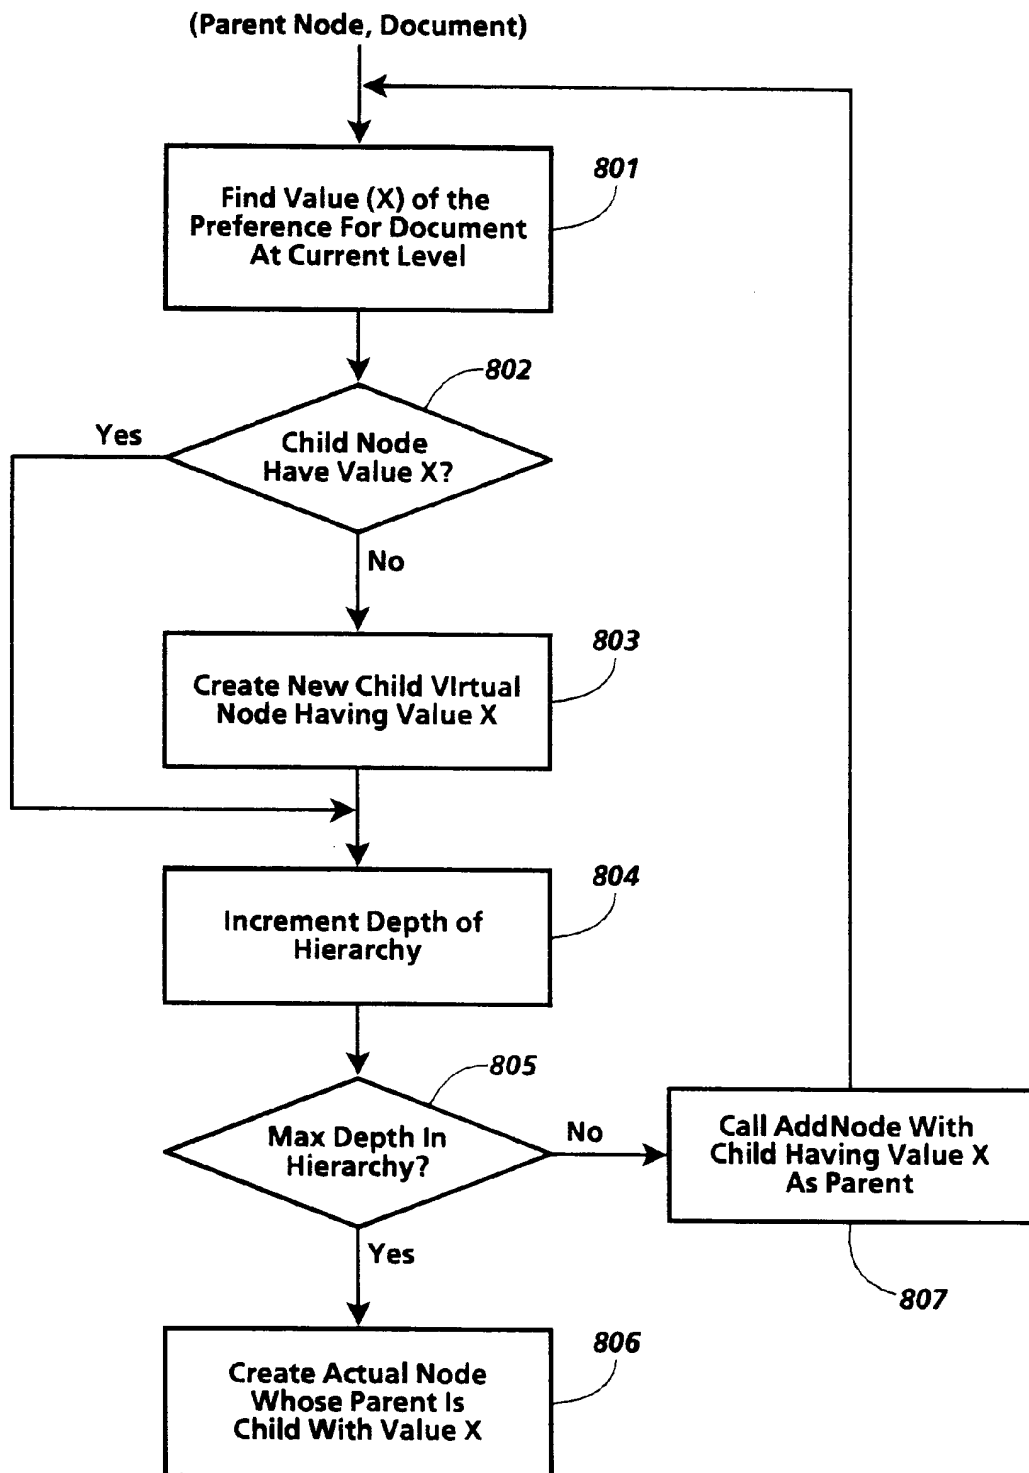 (Parent Node, Document)
801
Find Value (X) of the
Preference For Document
At Current Level
802
Yes
Child Node
Have Value X?
No
803
Create New Child VIrtual
Node Having Value X
804
Increment Depth of
Hierarchy
805
Max Depth In
Hierarchy?
No
Call AddNode With
Child Having Value X
As Parent
Yes
807
806
Create Actual Node
Whose Parent Is
Child With Value X